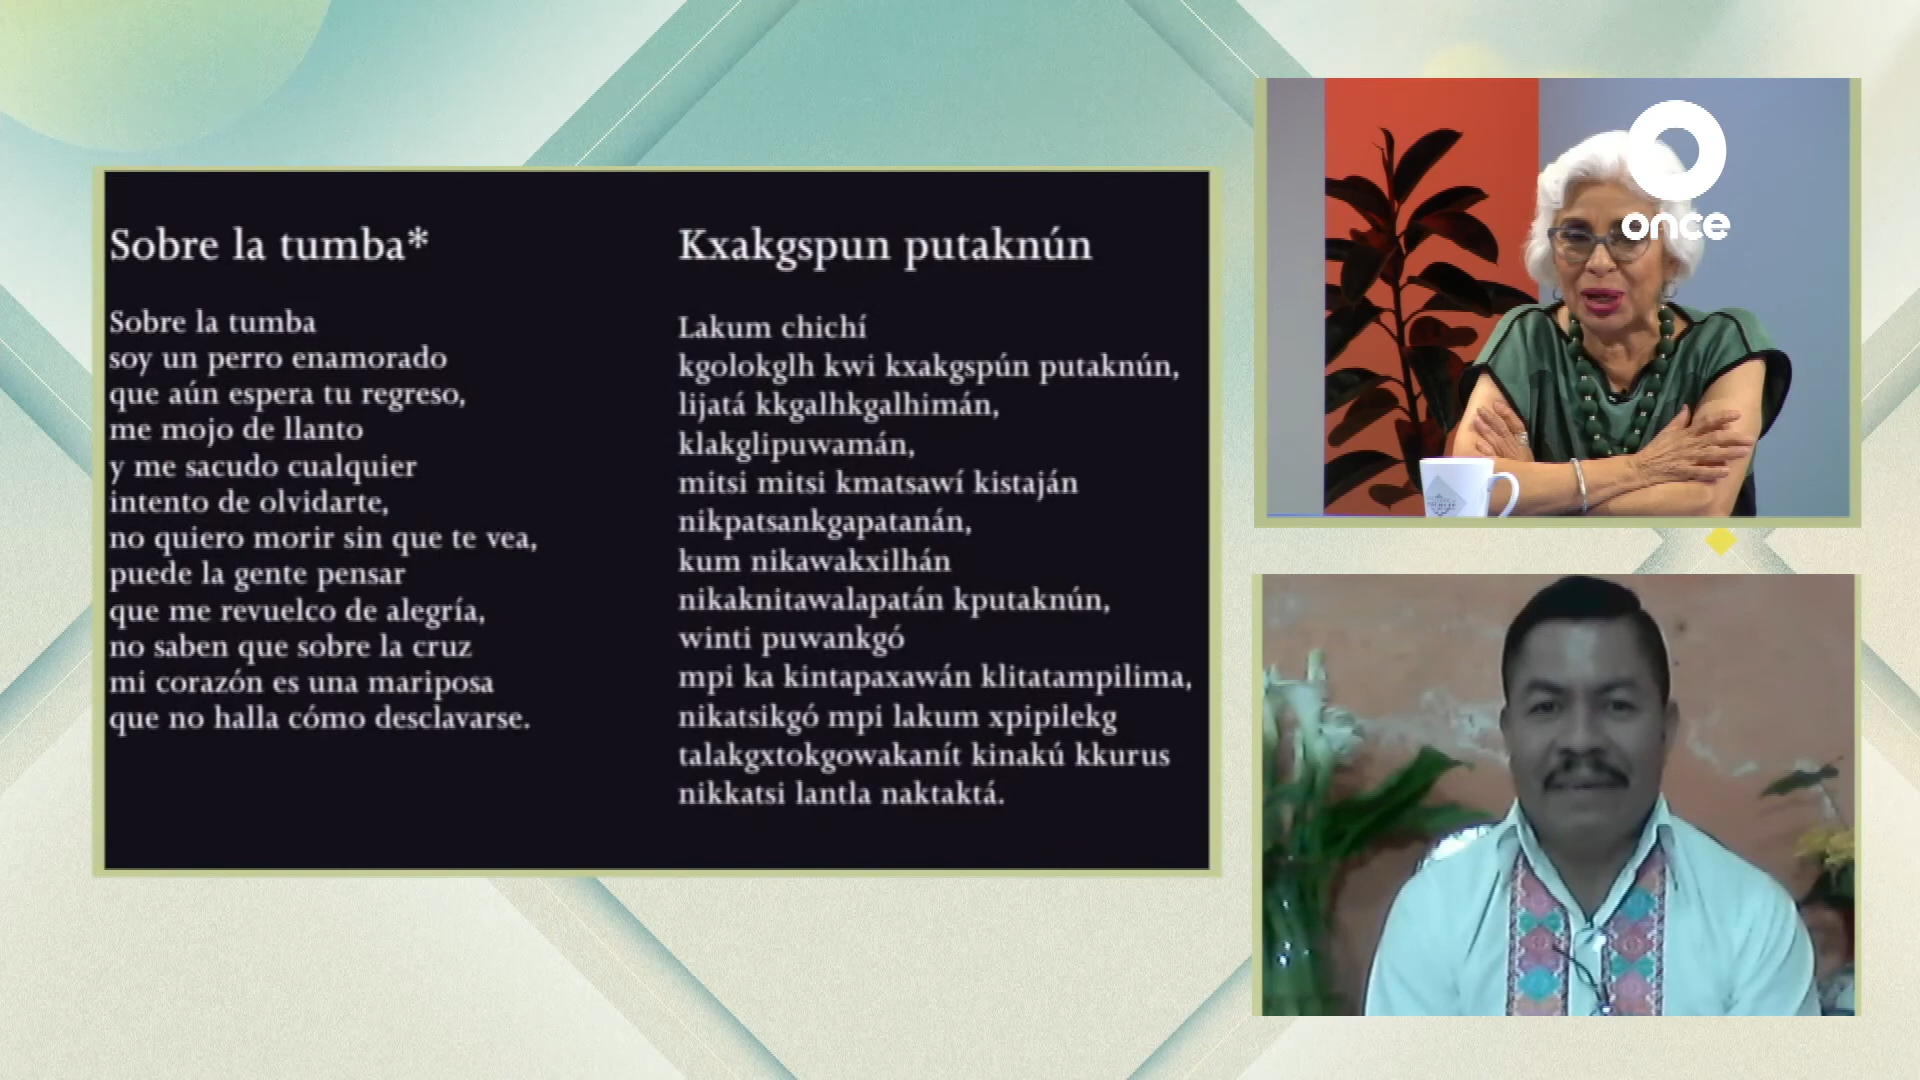 Sobre la tumba*
Sobre la tumba
soy un perro enamorado
que aún espera tu regreso,
me mojo de llanto
y me sacudo cualquier
intento de olvidarte,
no quiero morir sin que te vea,
puede la gente pensar
que me revuelco de alegría,
no saben que sobre la cruz
mi corazón es una mariposa
que no halla cómo desclavarse.
Kxakgspun putaknún
Lakum chichí
kgolokglh kwi kxakgspún putaknún,
lijatá kkgalhkgalhimán,
klakglipuwamán,
mitsi mitsi kmatsawí kistaján
nikpatsankgapatanán,
kum nikawakxilhán
nikaknitawalapatán kputaknún,
winti puwankgó
mpi ka kintapaxawán klitatampilima,
nikatsikgó mpi lakum xpipilekg
talakgxtokgowakanít kinakú kkurus
nikkatsi lantla naktaktá.
once